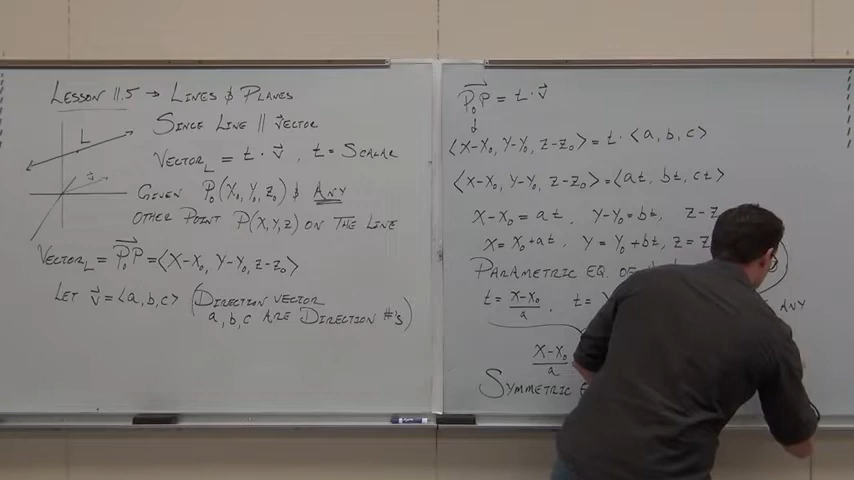 LESSON 11.5 → LINES & PLANES
L
SINCE LINE || VECTOR
v⃗
VECTOR_L = t · v⃗ , t = SCALAR
GIVEN P₀(X₀, Y₀, Z₀) & ANY
OTHER POINT P(X,Y,Z) ON THE LINE
VECTOR_L = P₀P = <X-X₀, Y-Y₀, Z-Z₀>
LET v⃗ = <a,b,c> (DIRECTION VECTOR
a,b,c ARE DIRECTION #'s)
P₀P = t · v⃗
<X-X₀, Y-Y₀, Z-Z₀> = t · <a, b, c>
<X-X₀, Y-Y₀, Z-Z₀> = <at, bt, ct>
X-X₀ = at , Y-Y₀ = bt, Z-Z
X = X₀+at , Y = Y₀+bt, Z = Z
PARAMETRIC EQ. OF
t = X-X₀/a , t =
ANY
X-X₀/a
SYMMETRIC